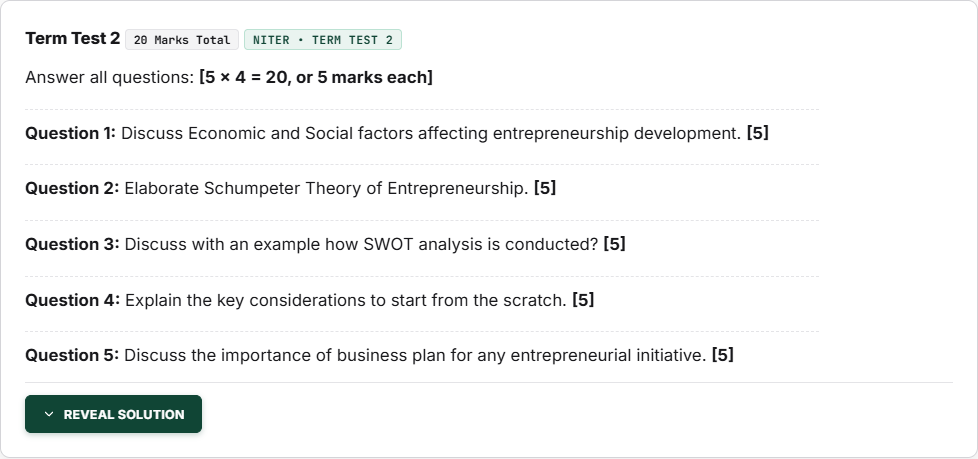 Term Test 2 20 Marks Total NITER • TERM TEST 2
Answer all questions: [5 × 4 = 20, or 5 marks each]
Question 1: Discuss Economic and Social factors affecting entrepreneurship development. [5]
Question 2: Elaborate Schumpeter Theory of Entrepreneurship. [5]
Question 3: Discuss with an example how SWOT analysis is conducted? [5]
Question 4: Explain the key considerations to start from the scratch. [5]
Question 5: Discuss the importance of business plan for any entrepreneurial initiative. [5]
REVEAL SOLUTION